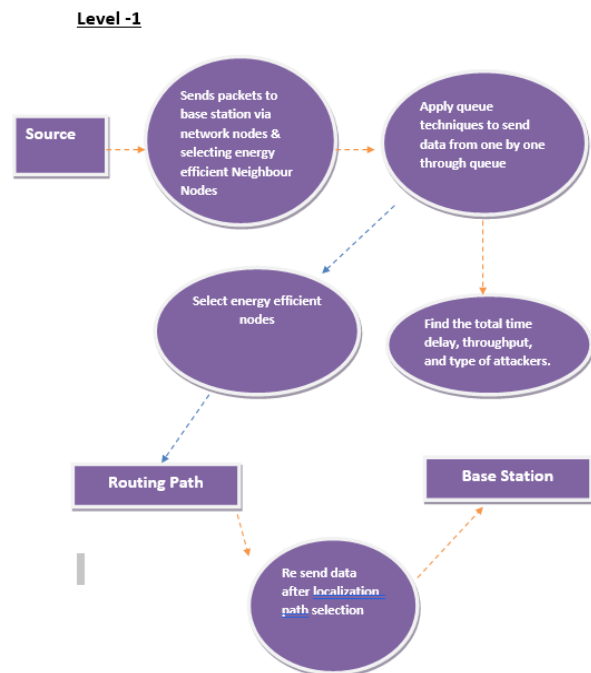 Level -1
Source
Sends packets to
base station via
network nodes &
selecting energy
efficient Neighbour
Nodes
Apply queue
techniques to send
data from one by one
through queue
Select energy efficient
nodes
Find the total time
delay, throughput,
and type of attackers.
Routing Path
Base Station
Re send data
after localization
path selection